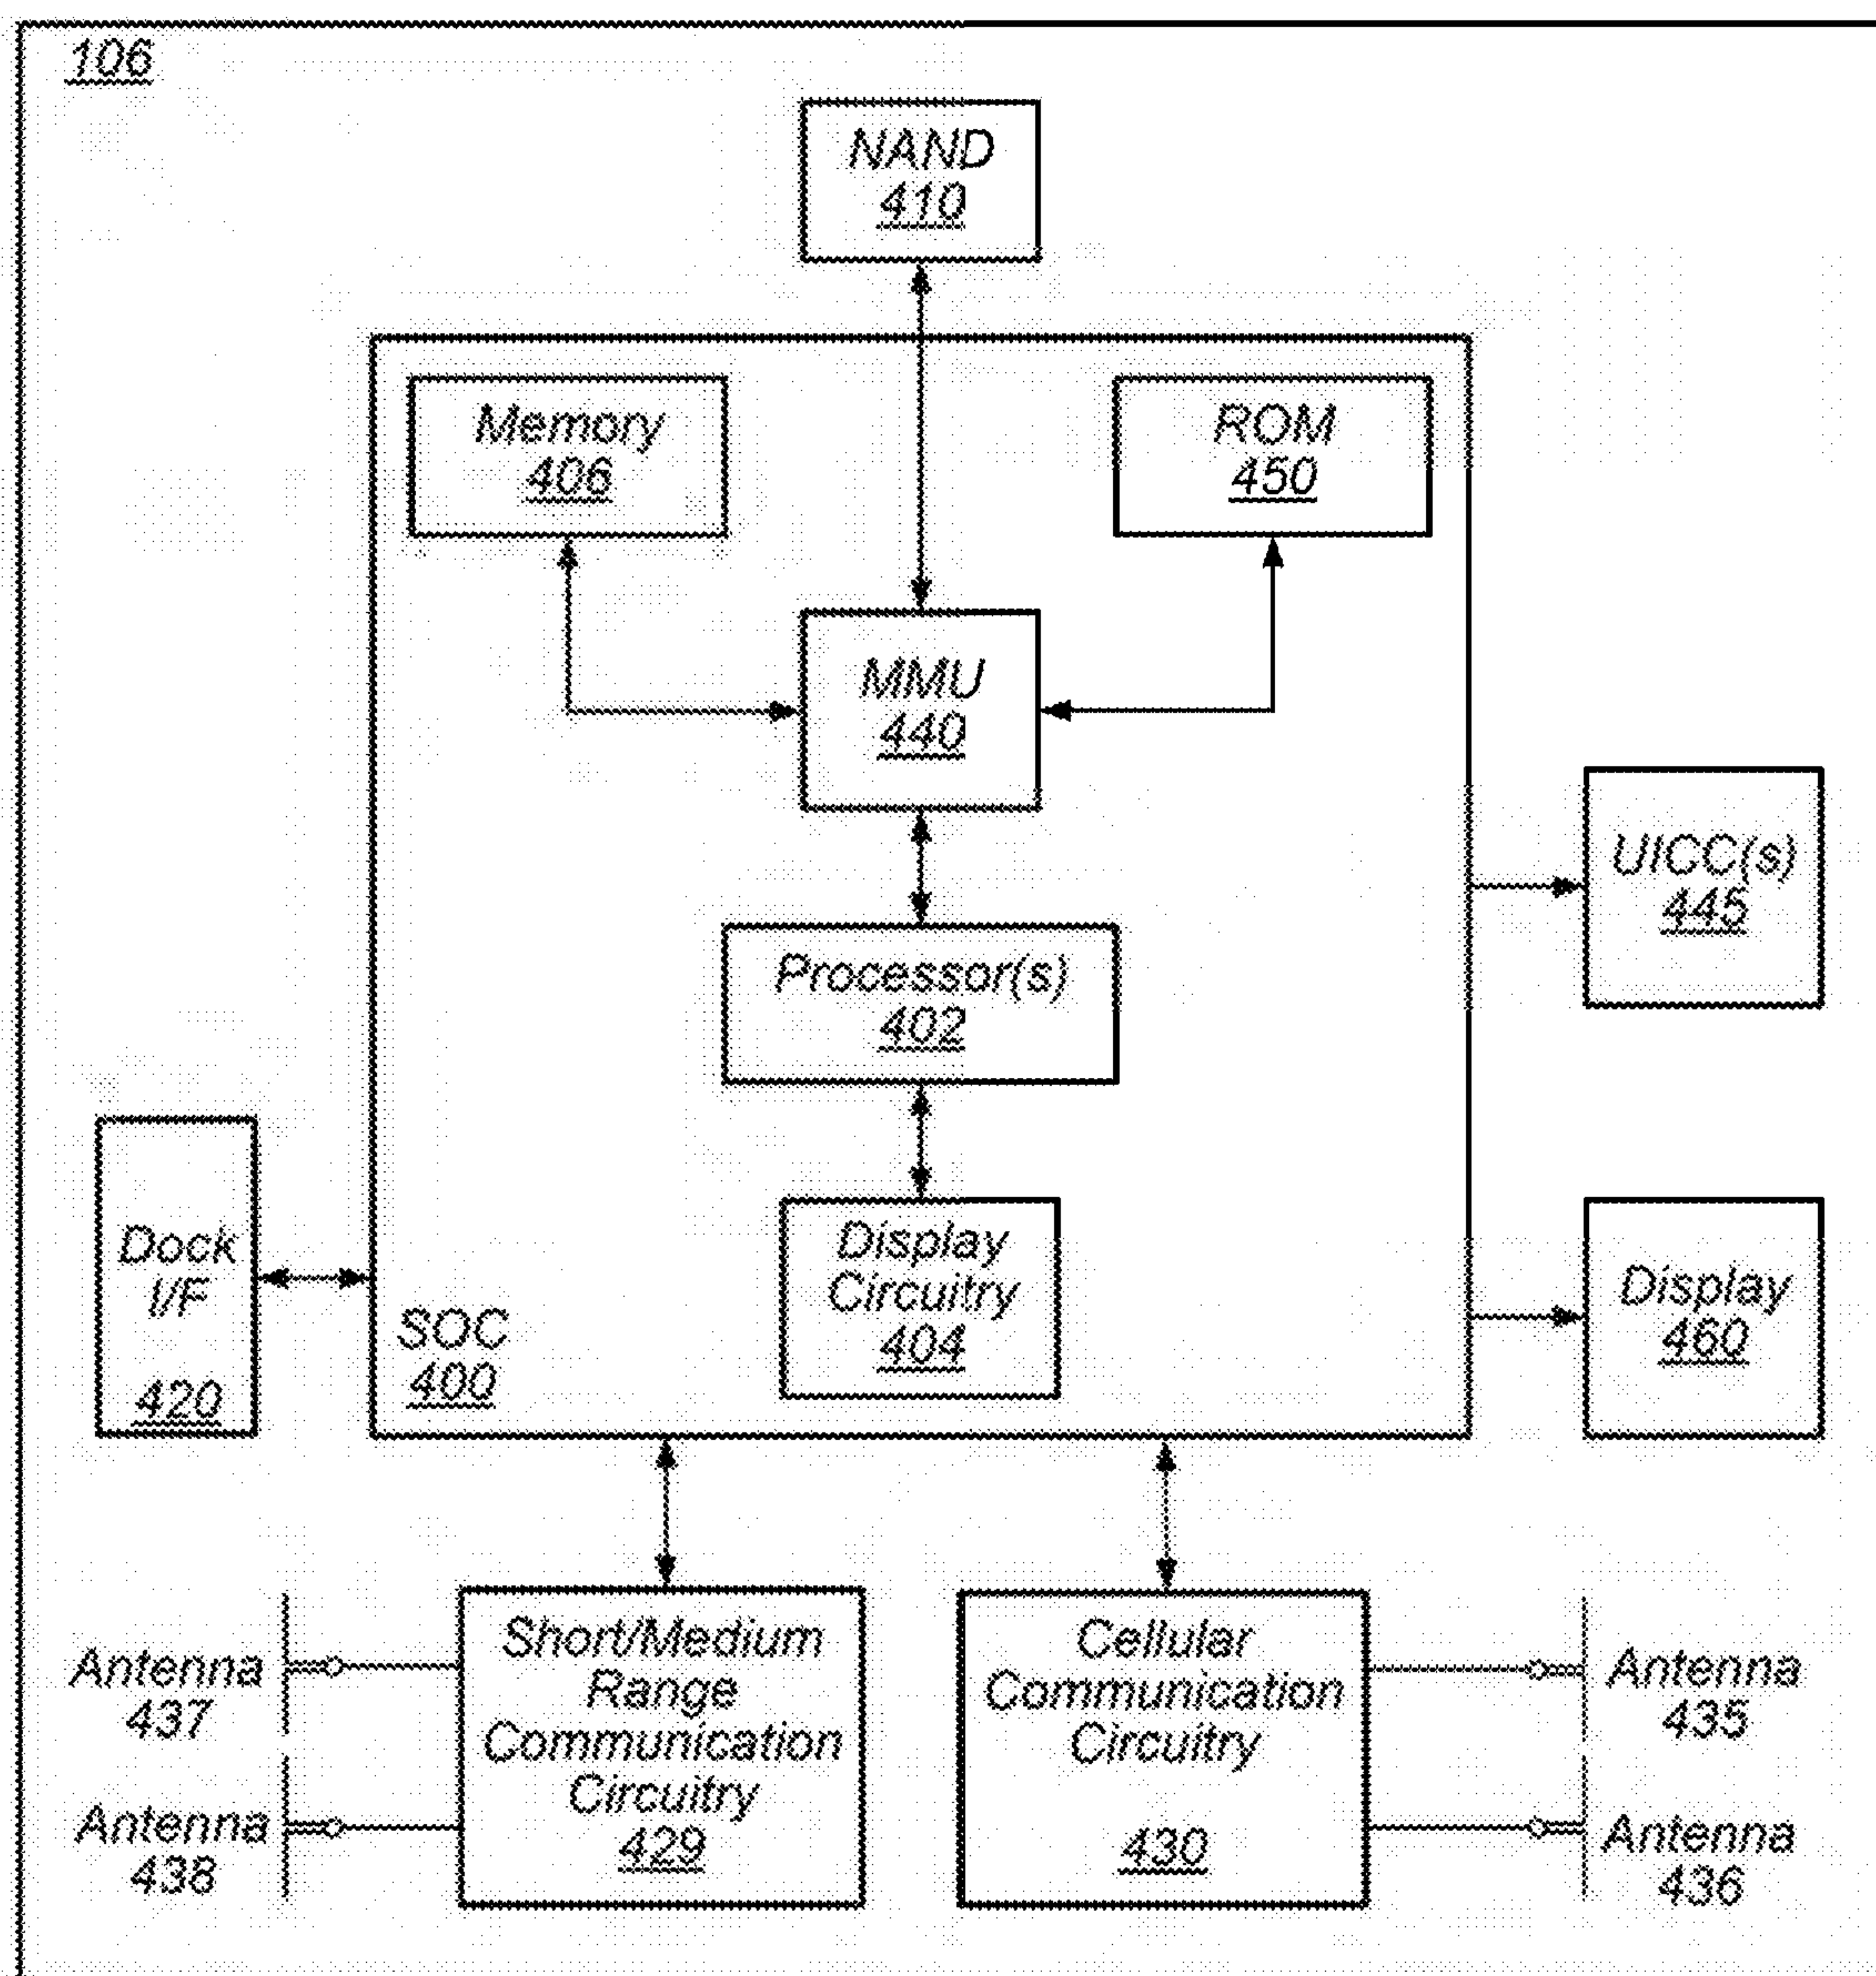 106
NAND
410
Memory
406
ROM
450
MMU
440
UICC(s)
445
Processor(s)
402
Dock
I/F
420
SOC
400
Display
Circuitry
404
Display
460
Antenna
437
Antenna
438
Short/Medium
Range
Communication
Circuitry
429
Cellular
Communication
Circuitry
430
Antenna
435
Antenna
436